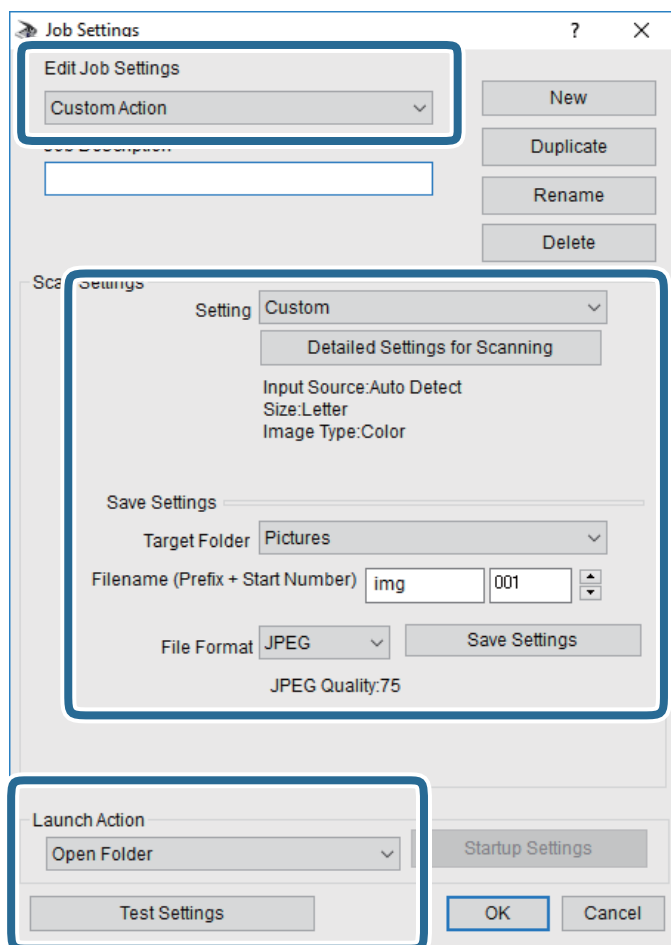 Job Settings
?
Edit Job Settings
Custom Action
New
Duplicate
Rename
Delete
Settings
Setting Custom
Detailed Settings for Scanning
Input Source:Auto Detect
Size:Letter
Image Type:Color
Save Settings
Target Folder Pictures
Filename (Prefix + Start Number) img 001
File Format JPEG Save Settings
JPEG Quality:75
Launch Action
Open Folder
Startup Settings
Test Settings
OK
Cancel